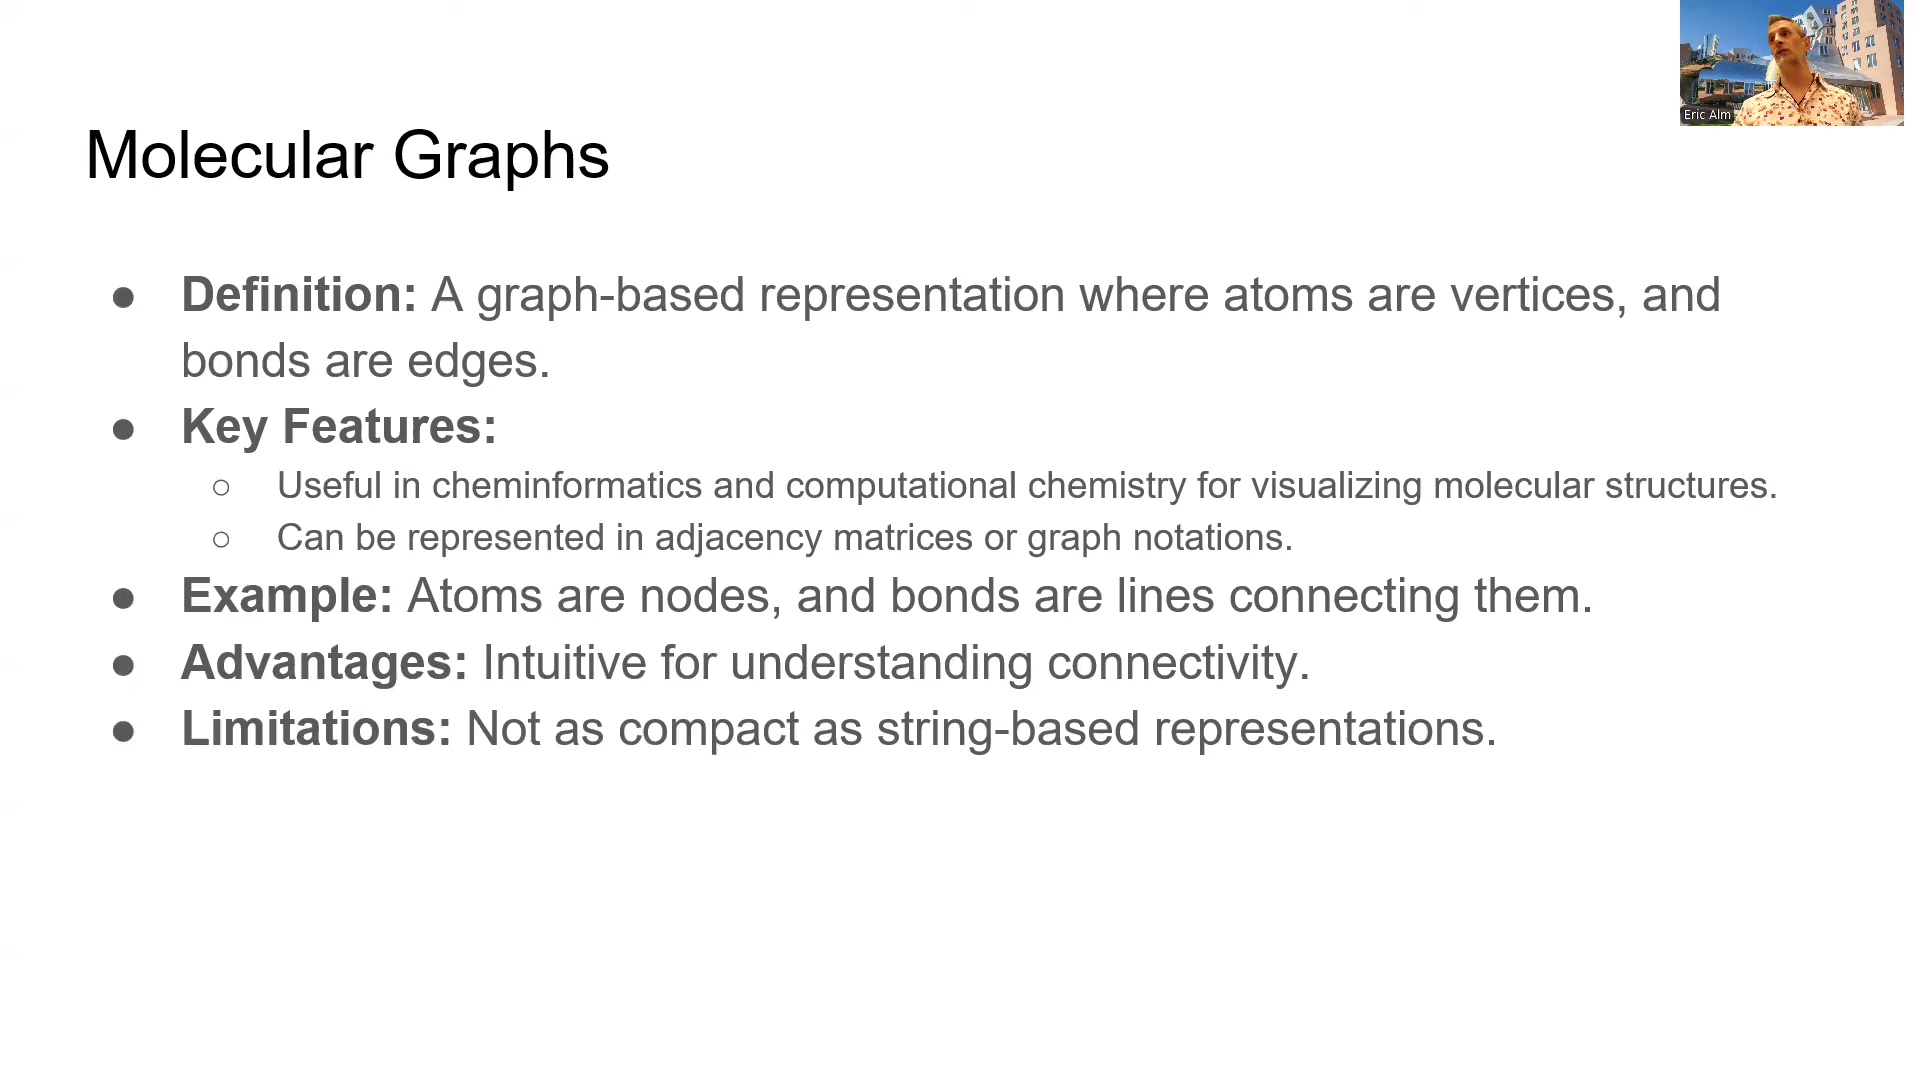 Eric Alm
Molecular Graphs
● Definition: A graph-based representation where atoms are vertices, and
bonds are edges.
● Key Features:
○ Useful in cheminformatics and computational chemistry for visualizing molecular structures.
○ Can be represented in adjacency matrices or graph notations.
● Example: Atoms are nodes, and bonds are lines connecting them.
● Advantages: Intuitive for understanding connectivity.
● Limitations: Not as compact as string-based representations.